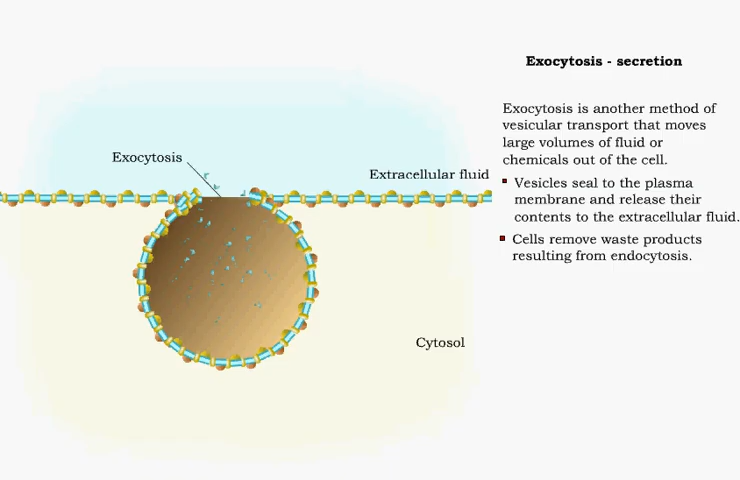 Exocytosis - secretion
Exocytosis is another method of
vesicular transport that moves
large volumes of fluid or
chemicals out of the cell.
Vesicles seal to the plasma
membrane and release their
contents to the extracellular fluid.
Cells remove waste products
resulting from endocytosis.
Exocytosis
Extracellular fluid
Cytosol